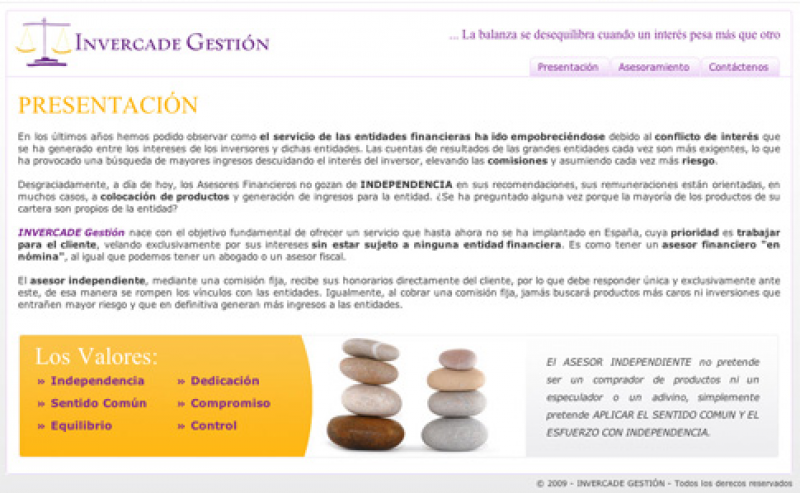 INVERCADE GESTIÓN
... La balanza se desequilibra cuando un interés pesa más que otro
Presentación
Asesoramiento
Contáctenos
PRESENTACIÓN
En los últimos años hemos podido observar como el servicio de las entidades financieras ha ido empobreciéndose debido al conflicto de interés que
se ha generado entre los intereses de los inversores y dichas entidades. Las cuentas de resultados de las grandes entidades cada vez son más exigentes, lo que
ha provocado una búsqueda de mayores ingresos descuidando el interés del inversor, elevando las comisiones y asumiendo cada vez más riesgo.
Desgraciadamente, a día de hoy, los Asesores Financieros no gozan de INDEPENDENCIA en sus recomendaciones, sus remuneraciones están orientadas, en
muchos casos, a colocación de productos y generación de ingresos para la entidad. ¿Se ha preguntado alguna vez porque la mayoría de los productos de su
cartera son propios de la entidad?
INVERCADE Gestión nace con el objetivo fundamental de ofrecer un servicio que hasta ahora no se ha implantado en España, cuya prioridad es trabajar
para el cliente, velando exclusivamente por sus intereses sin estar sujeto a ninguna entidad financiera. Es como tener un asesor financiero "en
nómina", al igual que podemos tener un abogado o un asesor fiscal.
El asesor independiente, mediante una comisión fija, recibe sus honorarios directamente del cliente, por lo que debe responder única y exclusivamente ante
este, de esa manera se rompen los vínculos con las entidades. Igualmente, al cobrar una comisión fija, jamás buscará productos más caros ni inversiones que
entrañen mayor riesgo y que en definitiva generan más ingresos a las entidades.
Los Valores:
» Independencia
» Dedicación
» Sentido Común
» Compromiso
» Equilibrio
» Control
El ASESOR INDEPENDIENTE no pretende
ser un comprador de productos ni un
especulador o un adivino, simplemente
pretende APLICAR EL SENTIDO COMUN Y EL
ESFUERZO CON INDEPENDENCIA.
© 2009 - INVERCADE GESTIÓN - Todos los derecos reservados